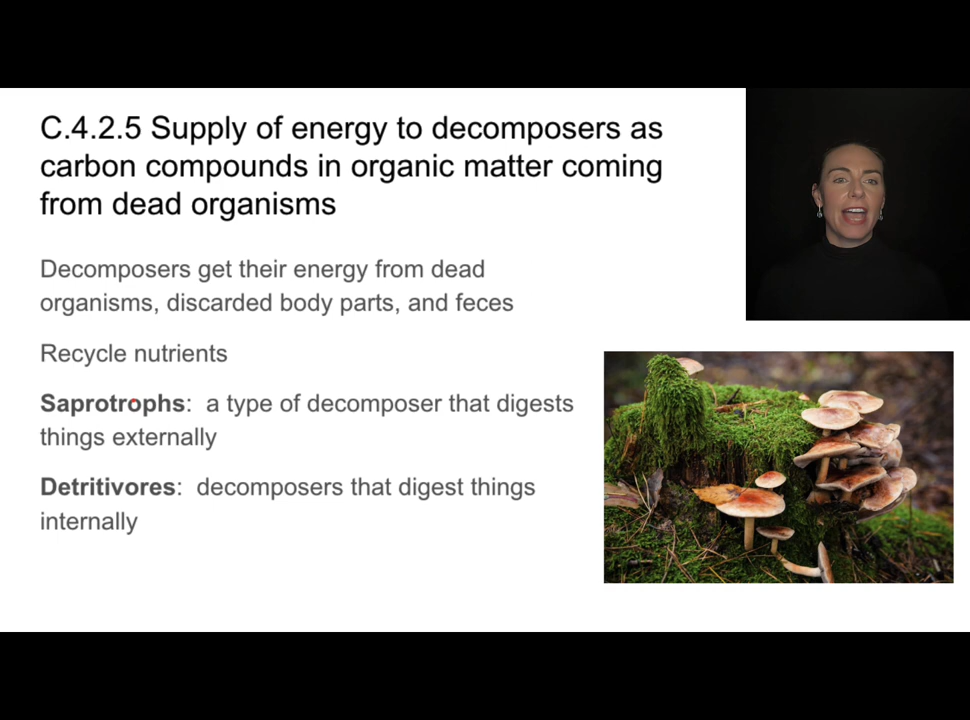 C.4.2.5 Supply of energy to decomposers as
carbon compounds in organic matter coming
from dead organisms
Decomposers get their energy from dead
organisms, discarded body parts, and feces
Recycle nutrients
Saprotrophs:  a type of decomposer that digests
things externally
Detritivores:  decomposers that digest things
internally